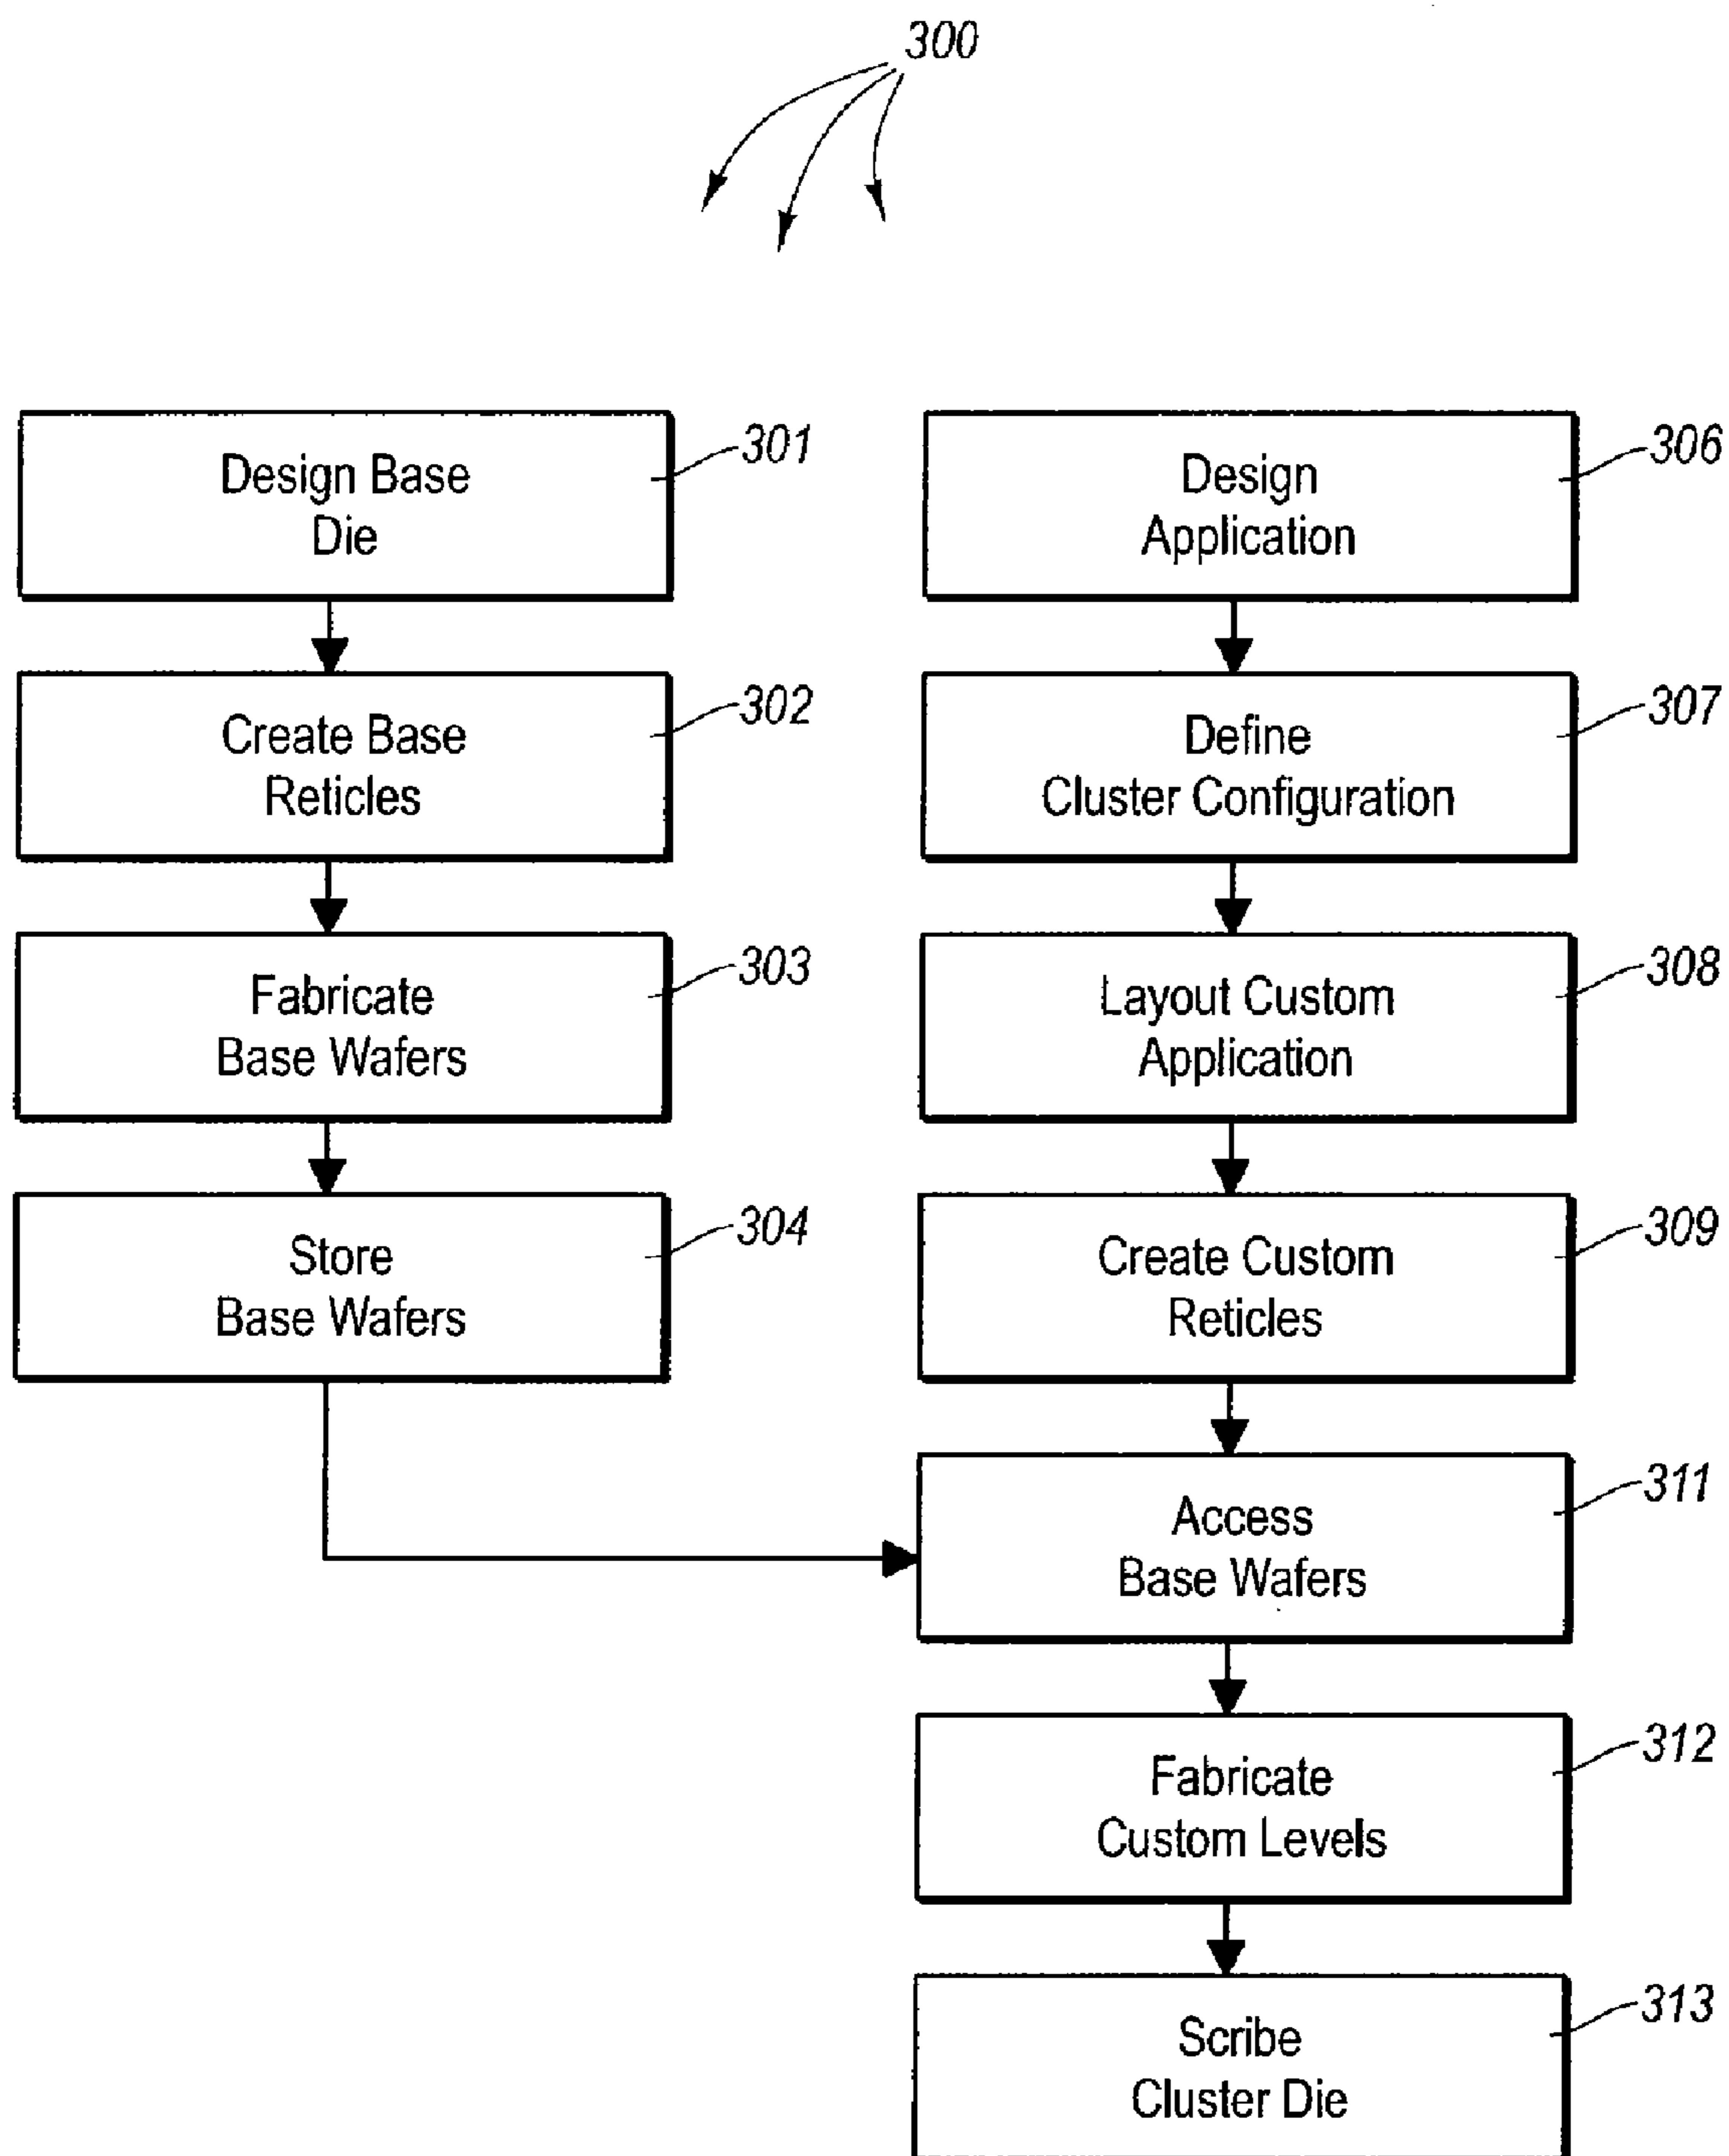 300
Design Base
Die
301
Create Base
Reticles
302
Fabricate
Base Wafers
303
Store
Base Wafers
304
Design
Application
306
Define
Cluster Configuration
307
Layout Custom
Application
308
Create Custom
Reticles
309
Access
Base Wafers
311
Fabricate
Custom Levels
312
Scribe
Cluster Die
313